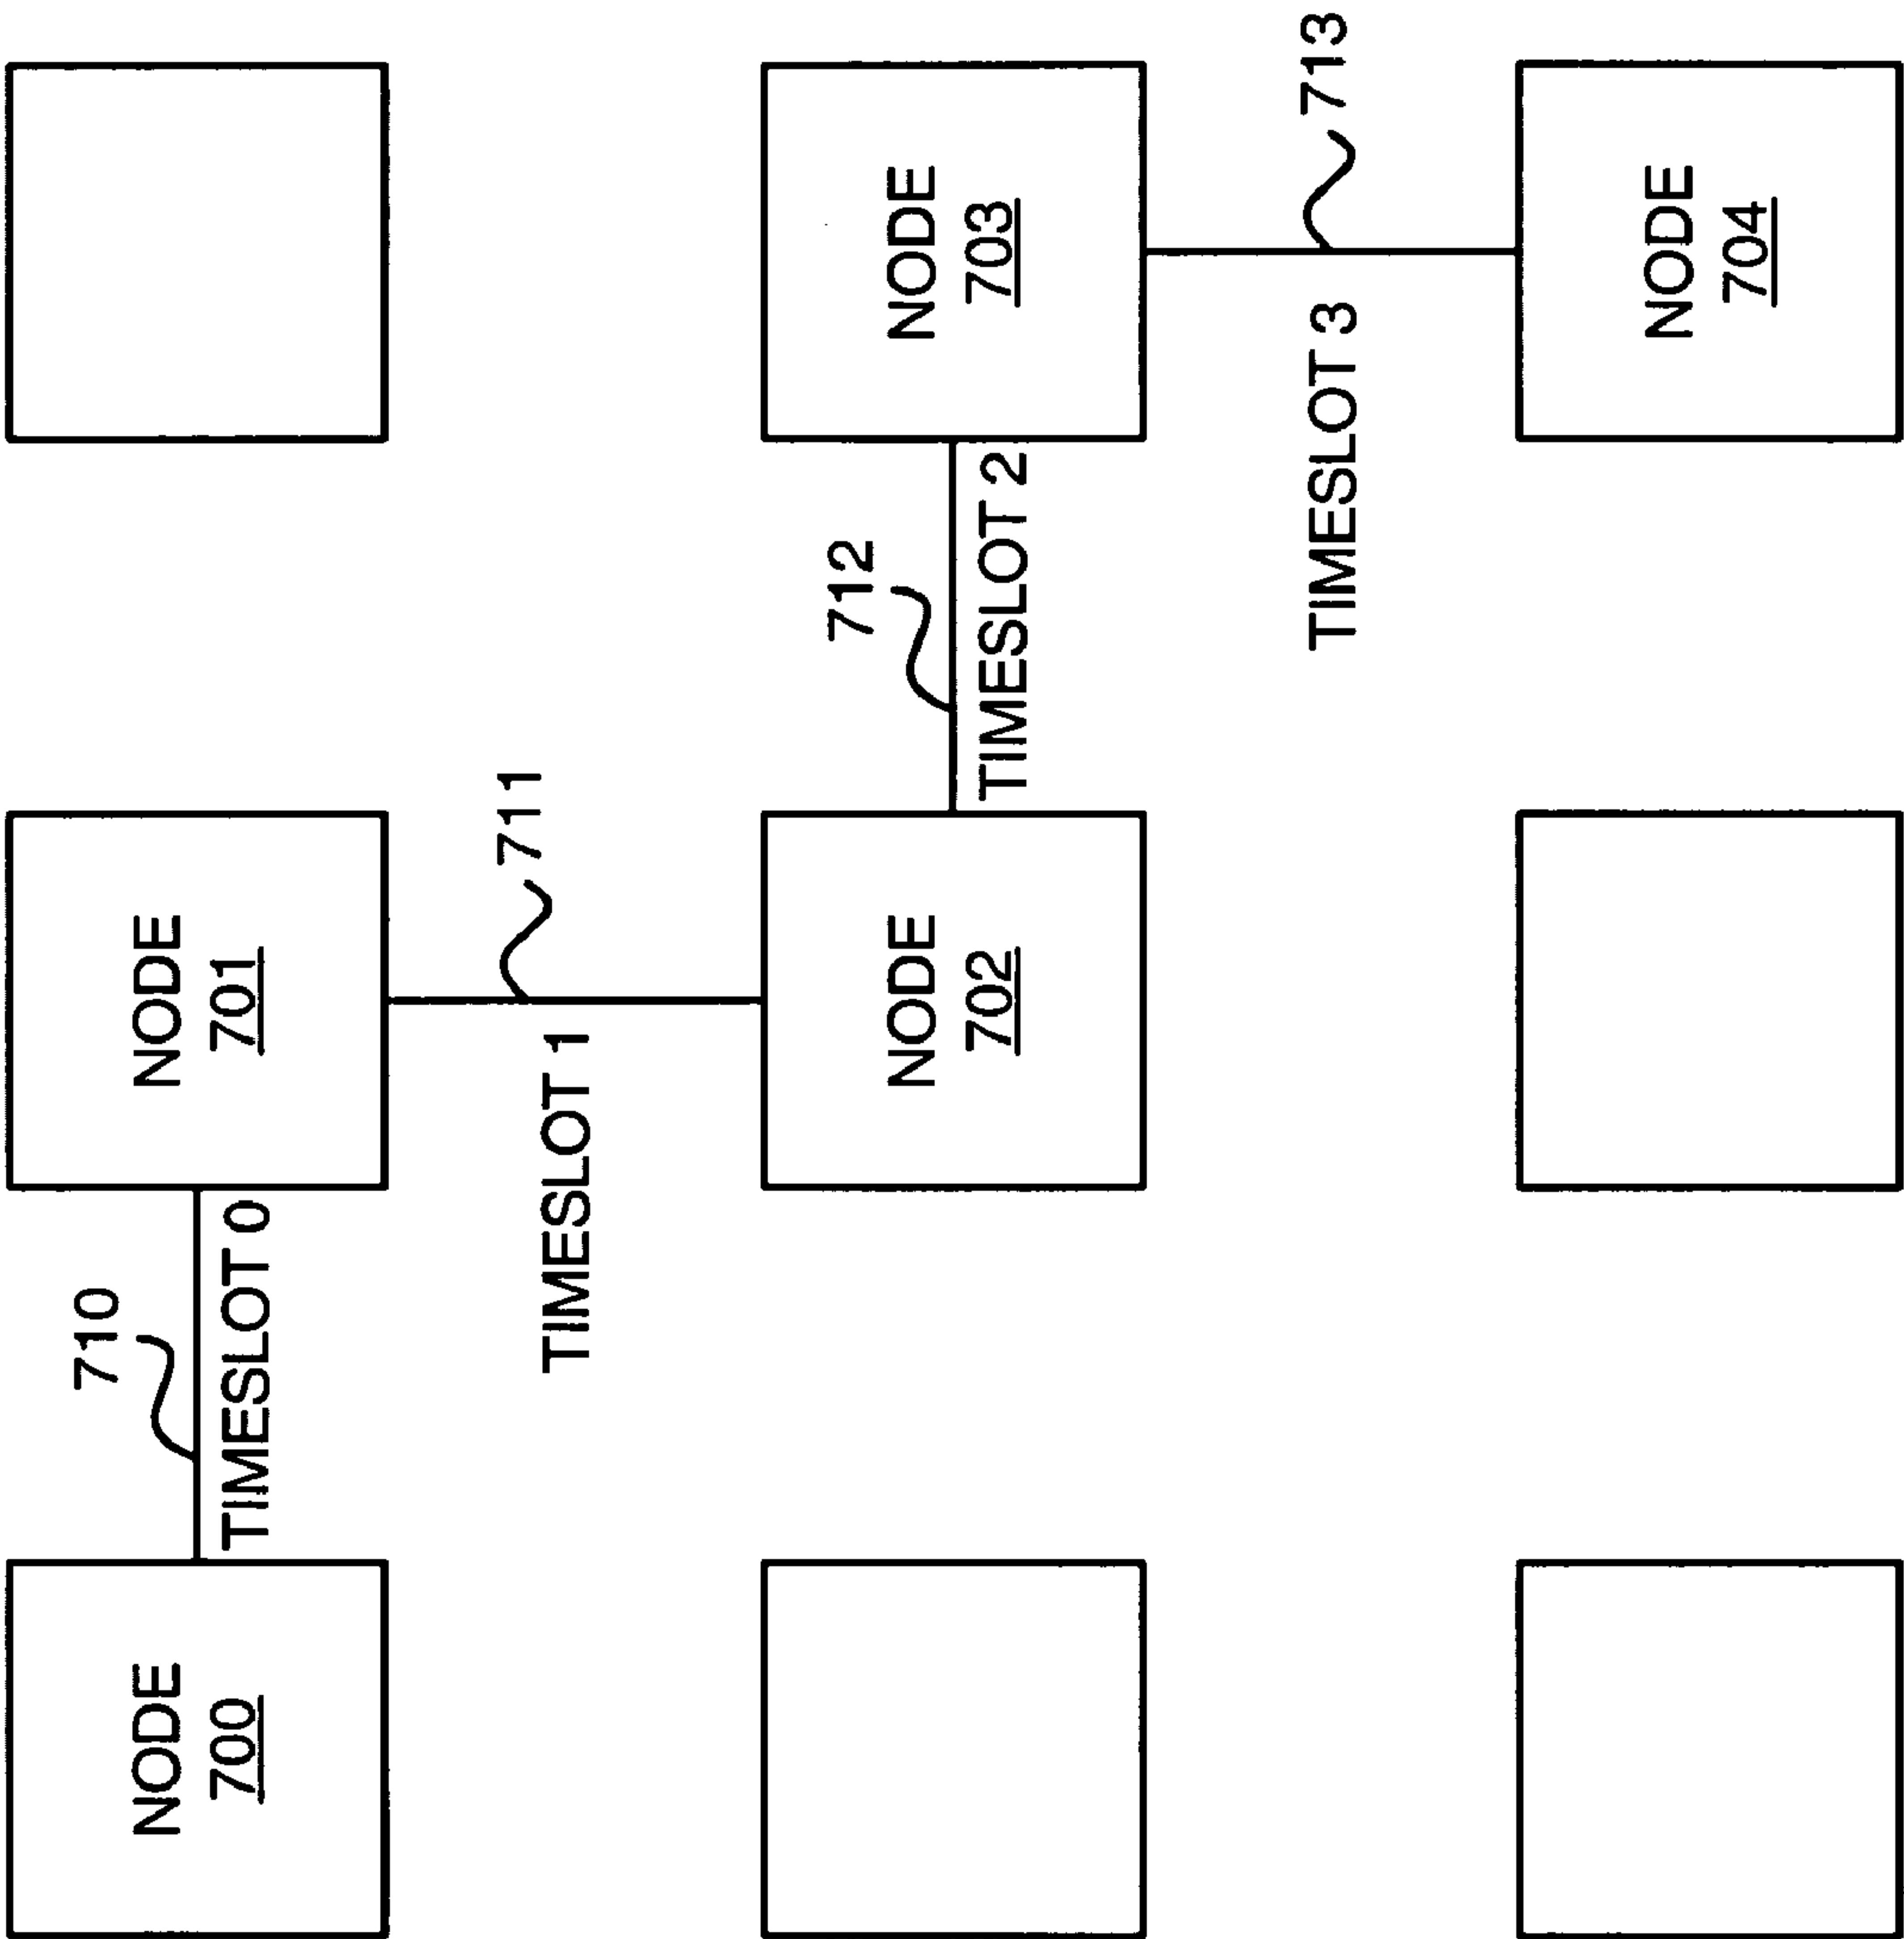 710
NODE
700
TIMESLOT 0
NODE
701
711
TIMESLOT 1
712
NODE
702
TIMESLOT 2
NODE
703
713
TIMESLOT 3
NODE
704